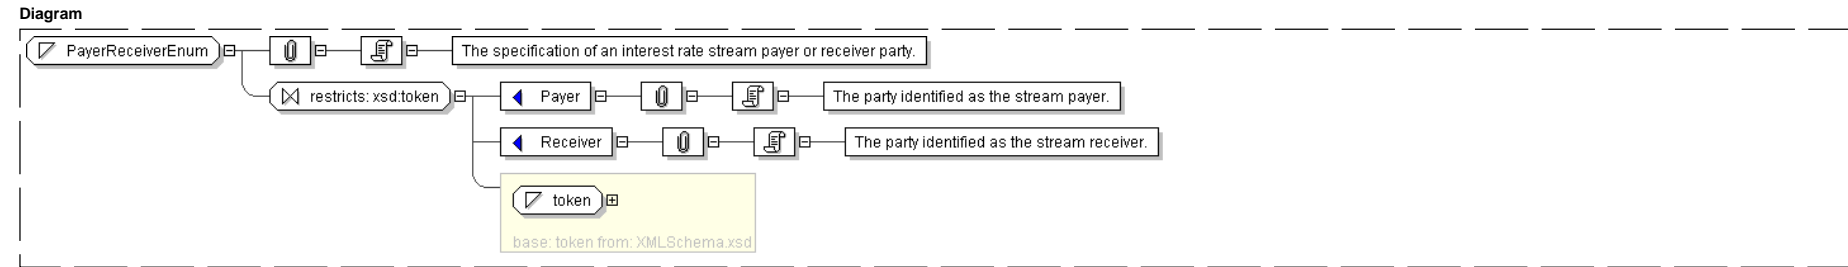 Diagram
PayerReceiverEnum
The specification of an interest rate stream payer or receiver party.
restricts: xsd:token
Payer
The party identified as the stream payer.
Receiver
The party identified as the stream receiver.
token
base: token from: XMLSchema.xsd